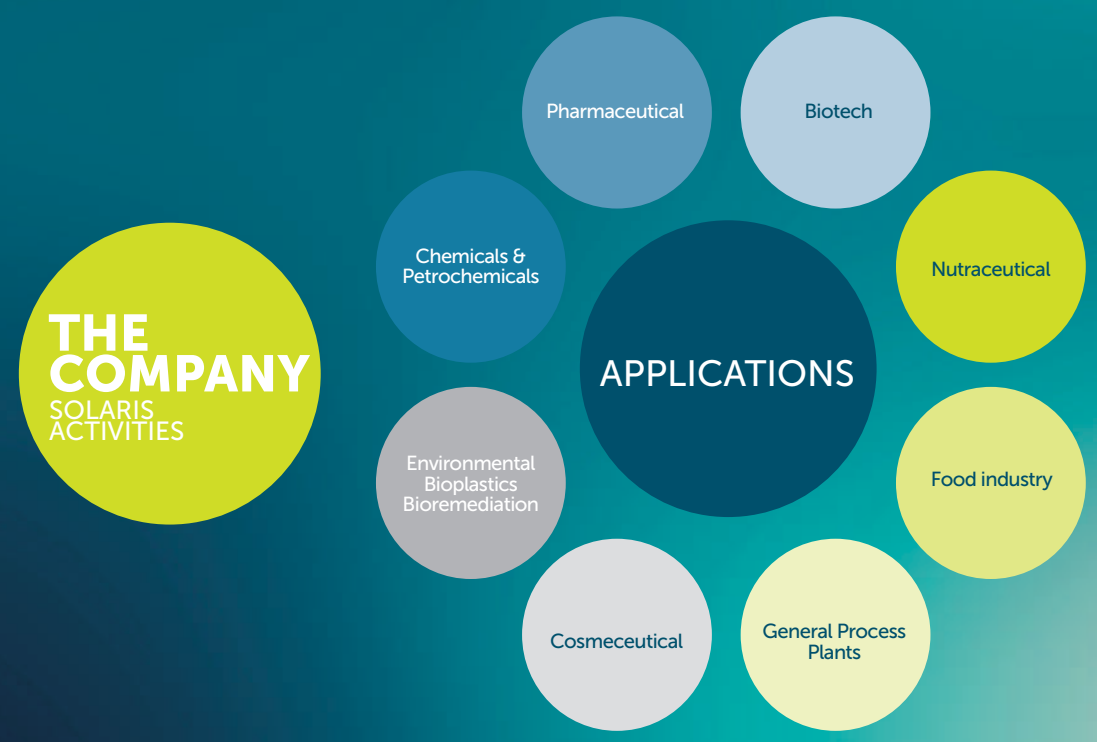 THE
COMPANY
SOLARIS
ACTIVITIES
APPLICATIONS
Pharmaceutical
Biotech
Nutraceutical
Food industry
General Process
Plants
Cosmeceutical
Environmental
Bioplastics
Bioremediation
Chemicals &
Petrochemicals